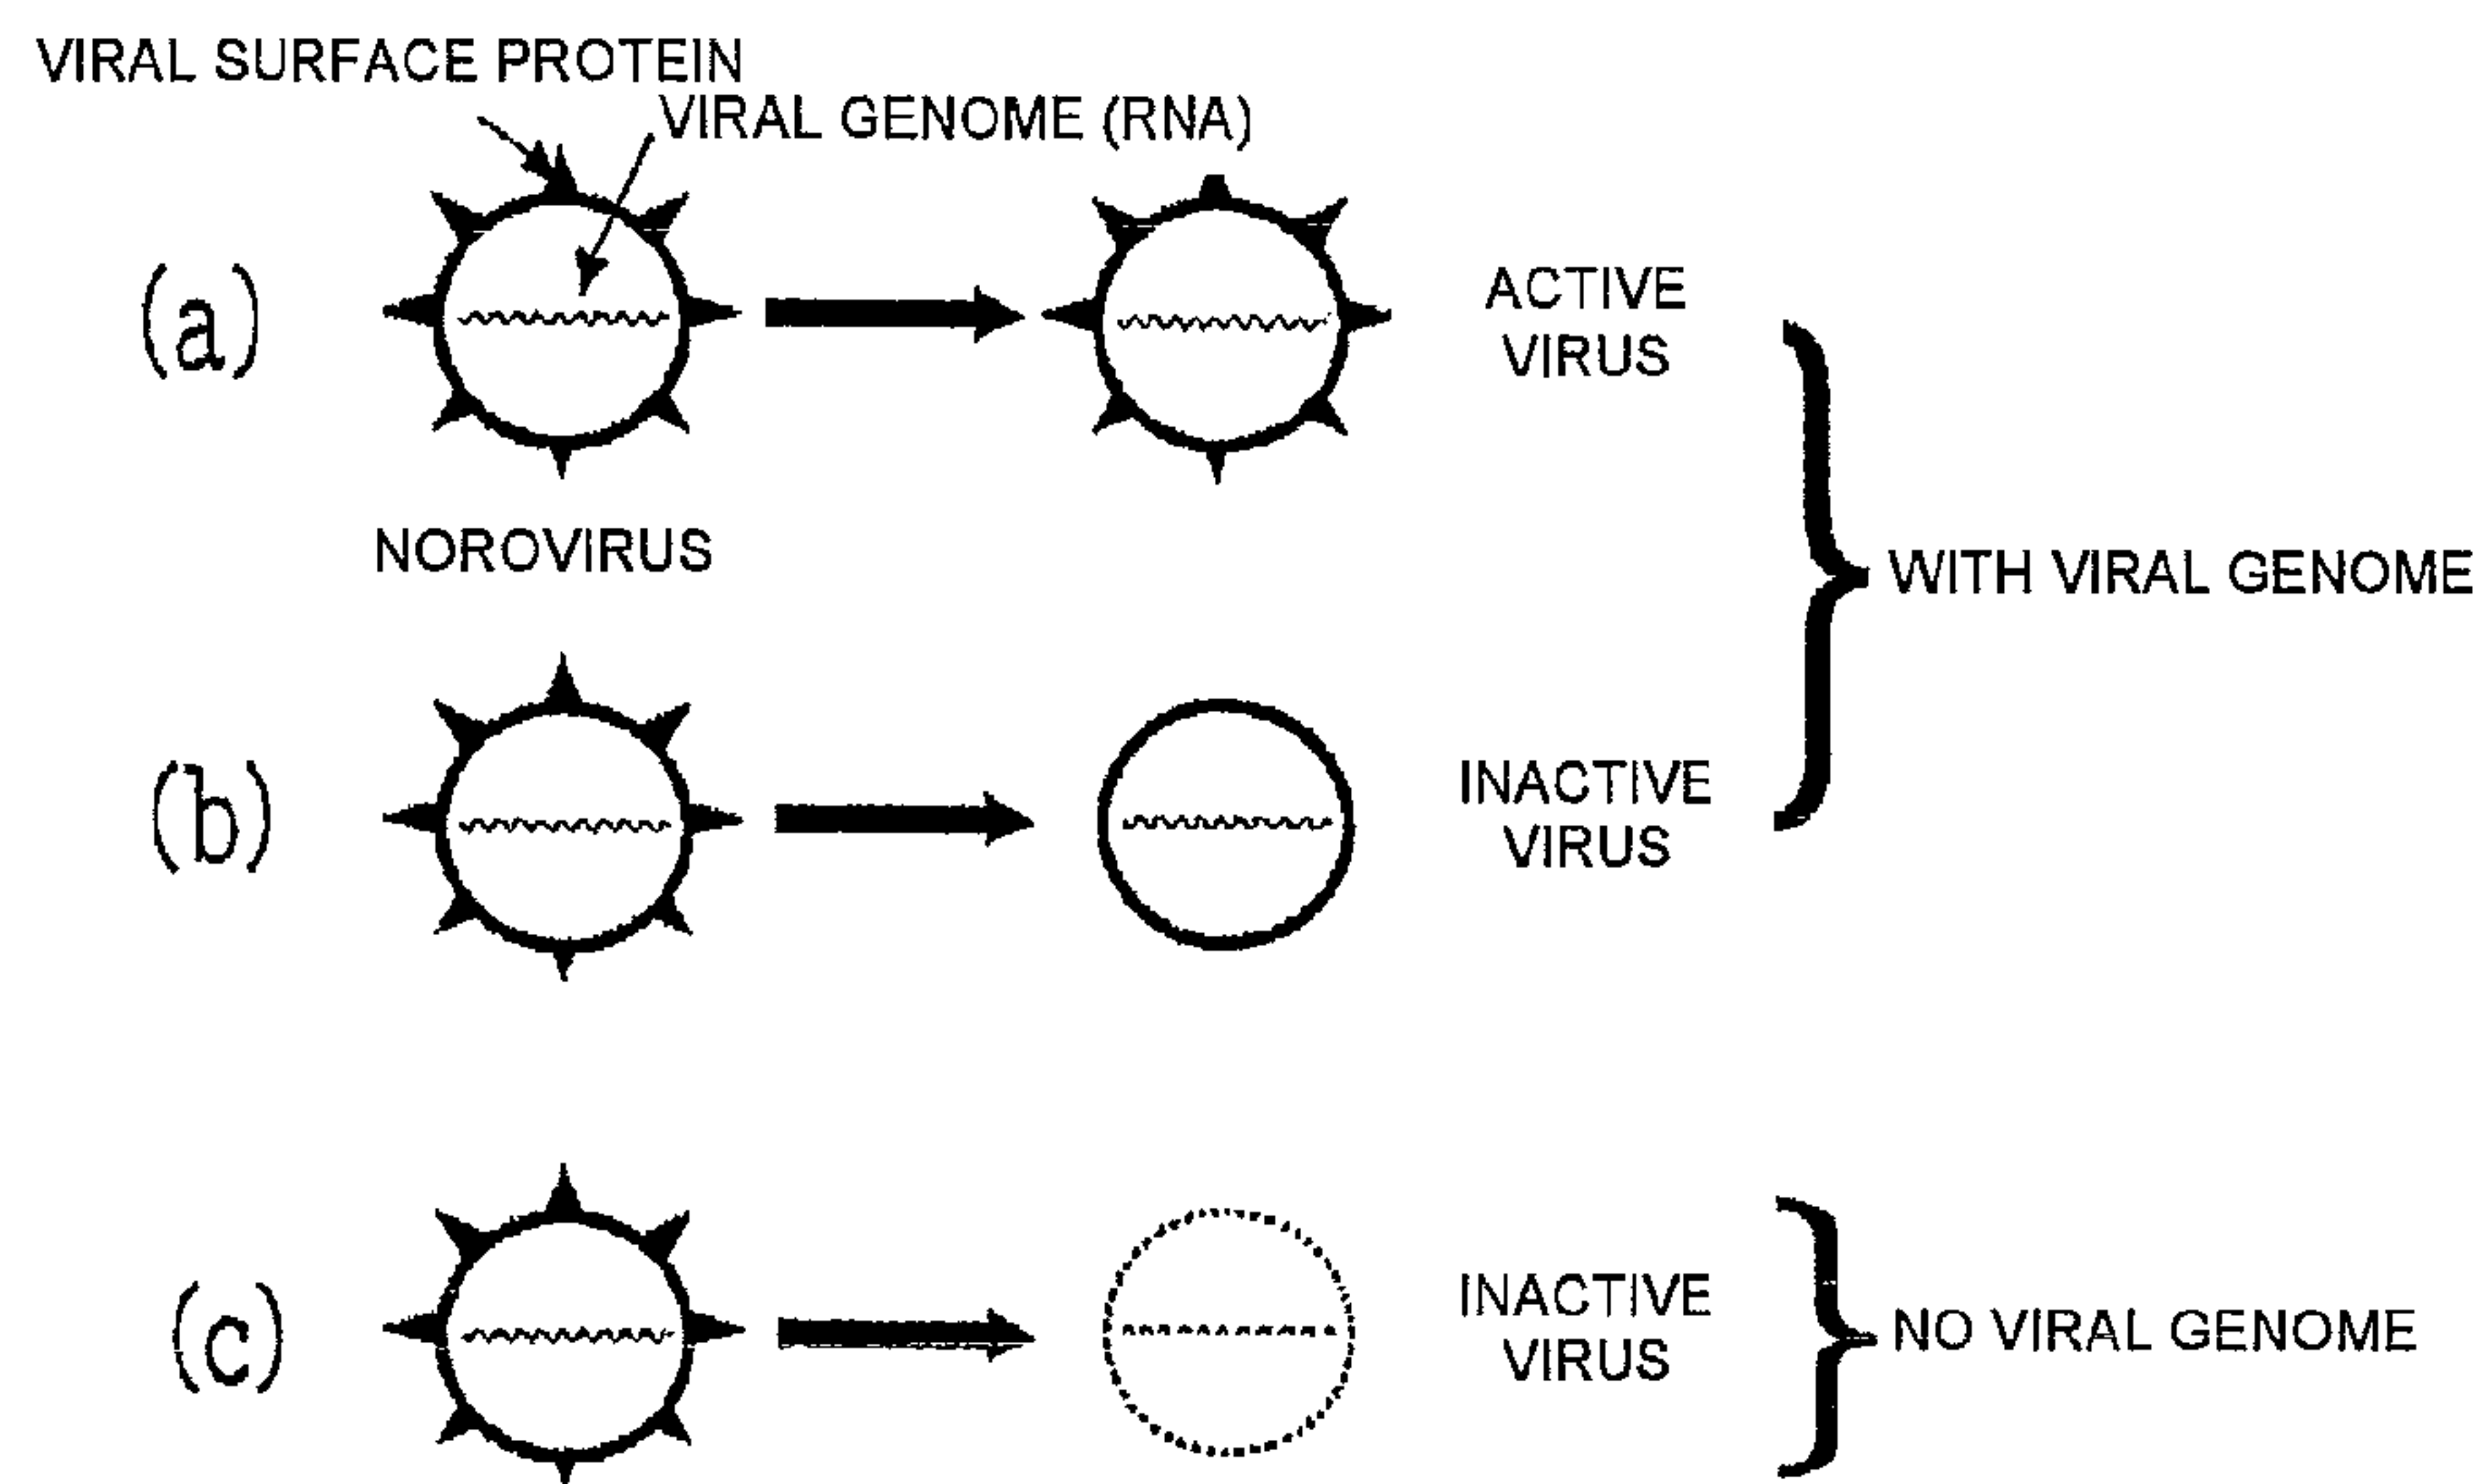 VIRAL SURFACE PROTEIN
VIRAL GENOME (RNA)
(a)
ACTIVE
VIRUS
NOROVIRUS
WITH VIRAL GENOME
(b)
INACTIVE
VIRUS
(c)
INACTIVE
VIRUS
NO VIRAL GENOME